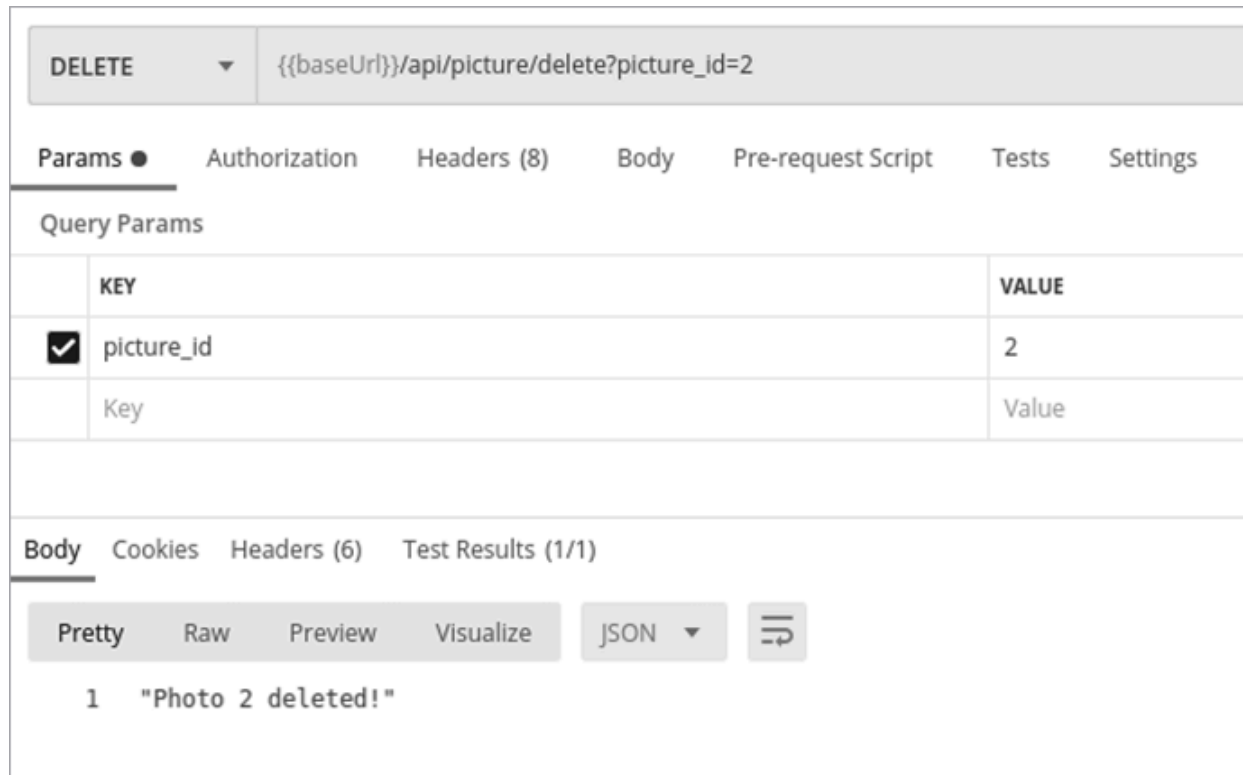 DELETE {{baseUrl}}/api/picture/delete?picture_id=2
Params Authorization Headers (8) Body Pre-request Script Tests Settings
Query Params
KEY VALUE
picture_id 2
Key Value
Body Cookies Headers (6) Test Results (1/1)
Pretty Raw Preview Visualize JSON
1 "Photo 2 deleted!"